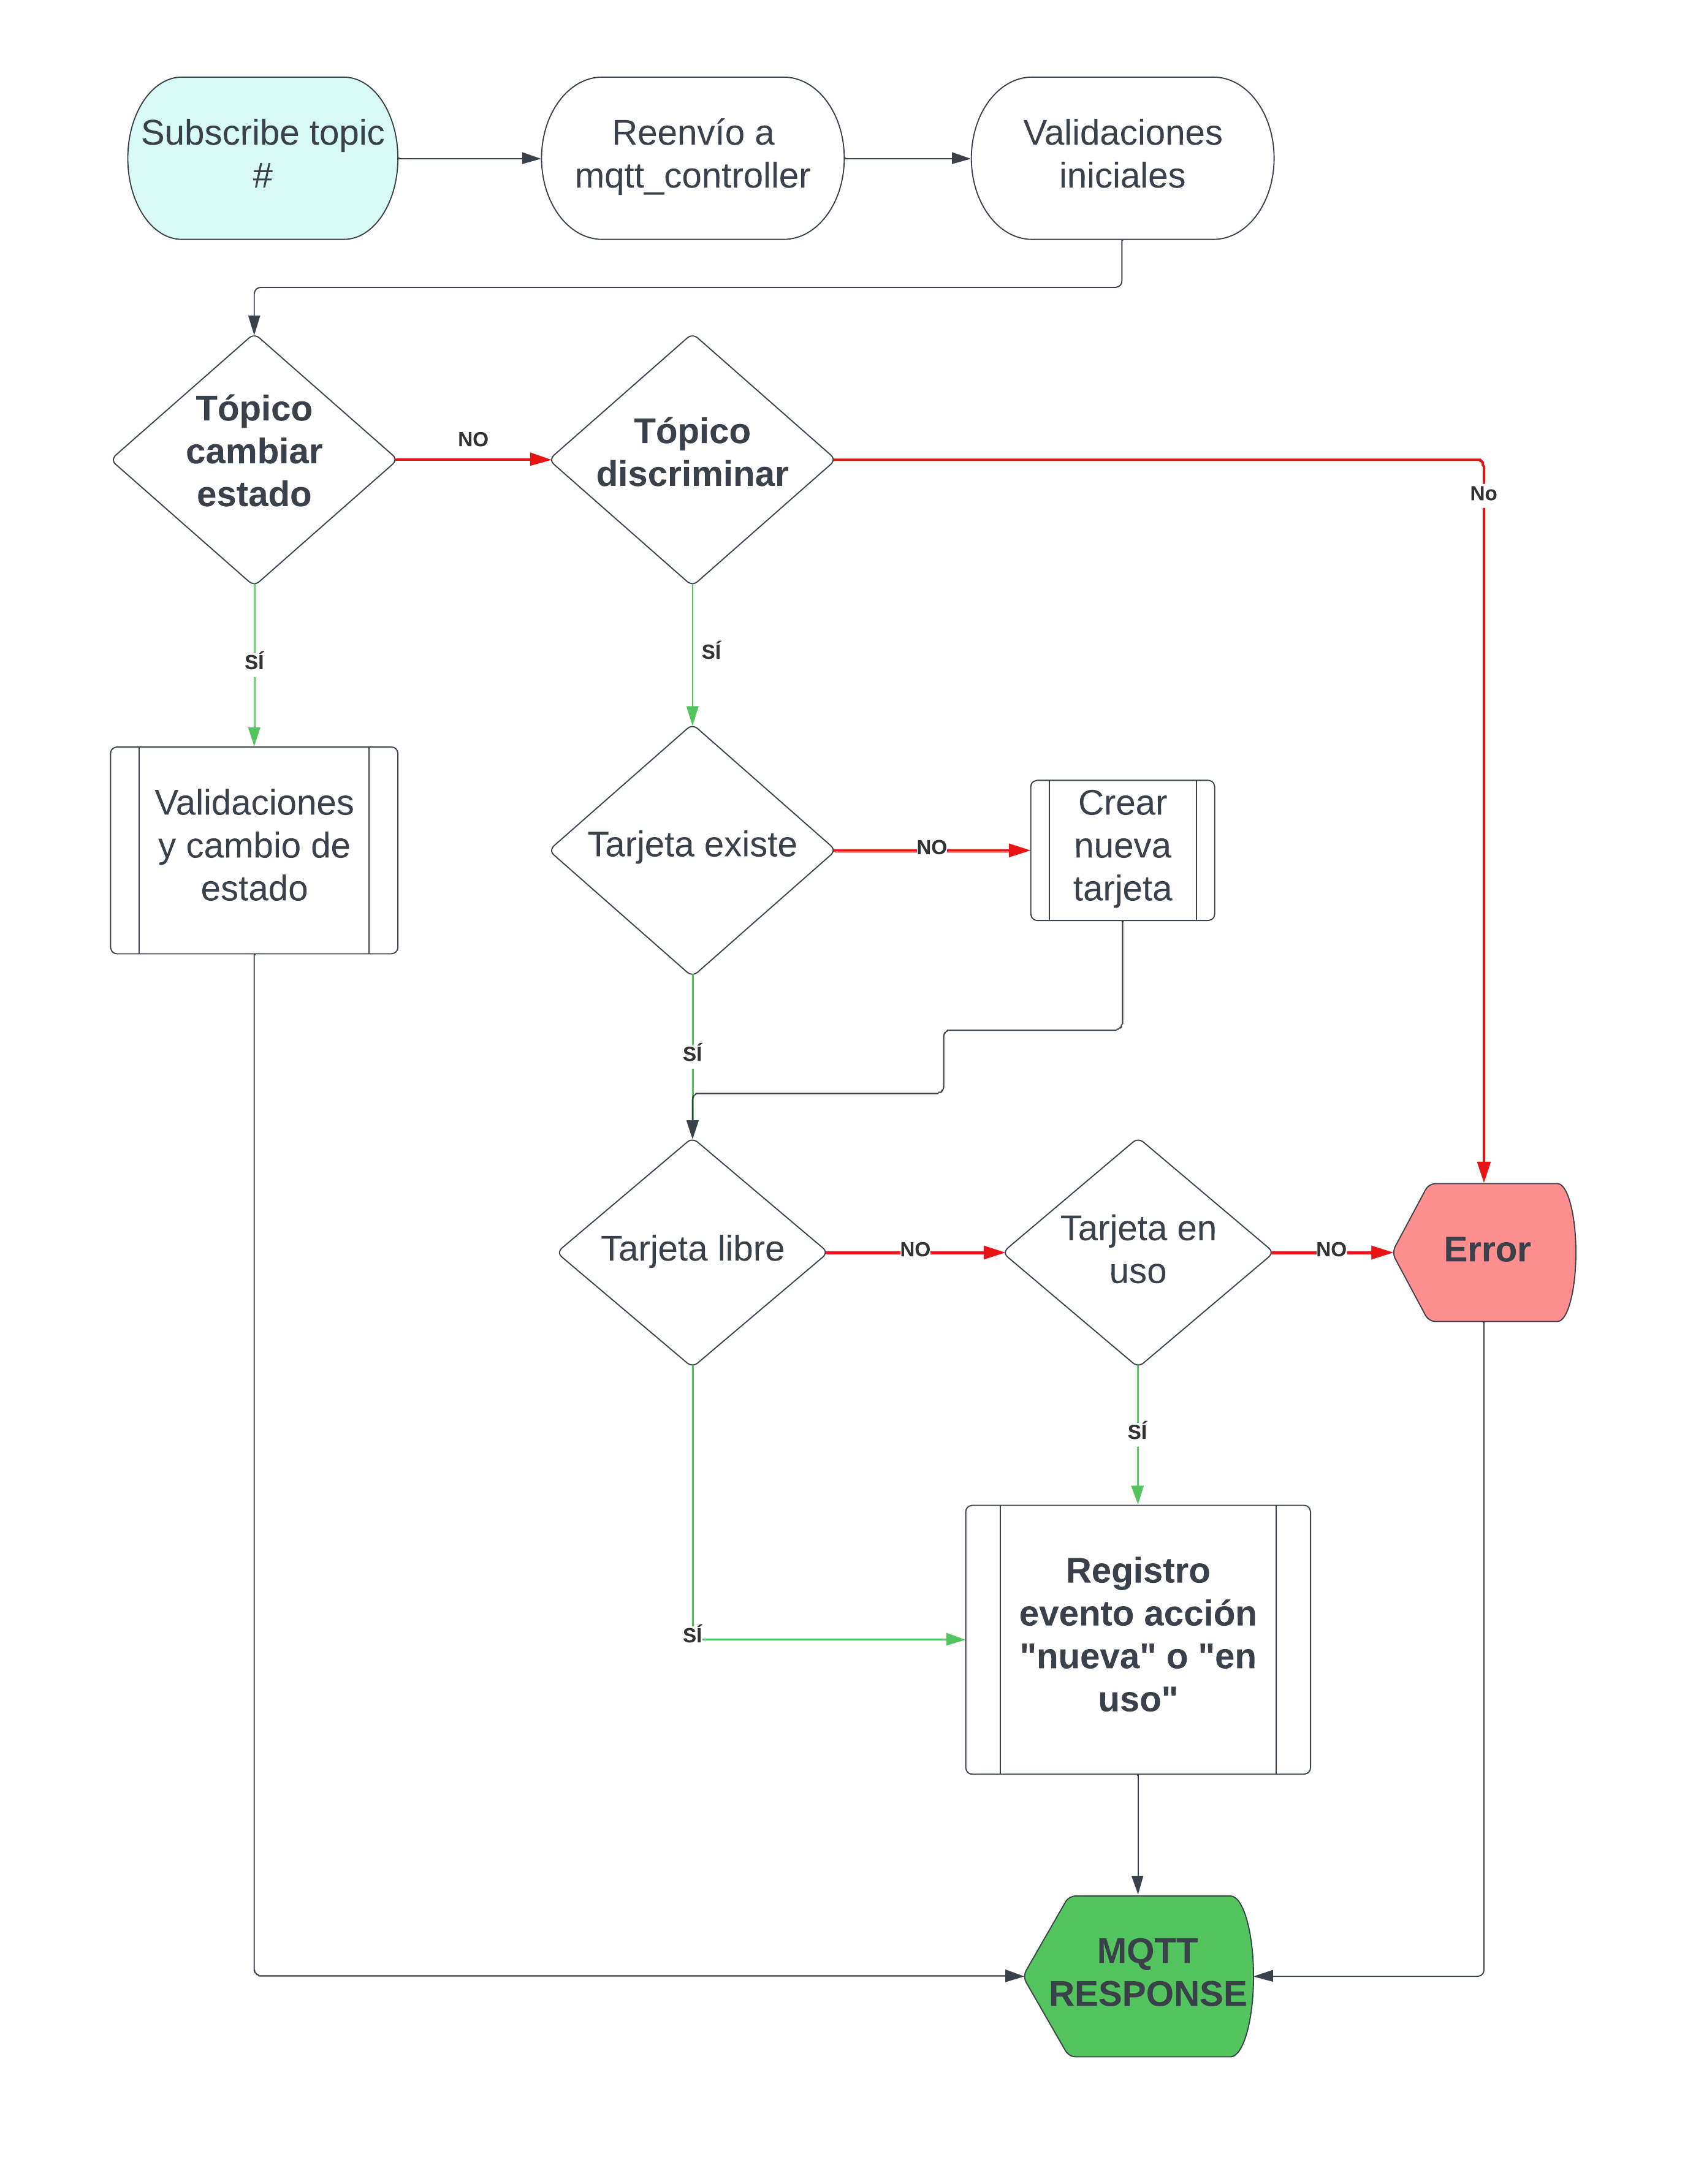 Subscribe topic
#
Reenvío a
mqtt_controller
Validaciones
iniciales
Tópico
cambiar
estado
NO
Tópico
discriminar
No
SÍ
SÍ
Validaciones
y cambio de
estado
Tarjeta existe
NO
Crear
nueva
tarjeta
SÍ
Tarjeta libre
NO
Tarjeta en
uso
NO
Error
SÍ
SÍ
Registro
evento acción
"nueva" o "en
uso"
MQTT
RESPONSE